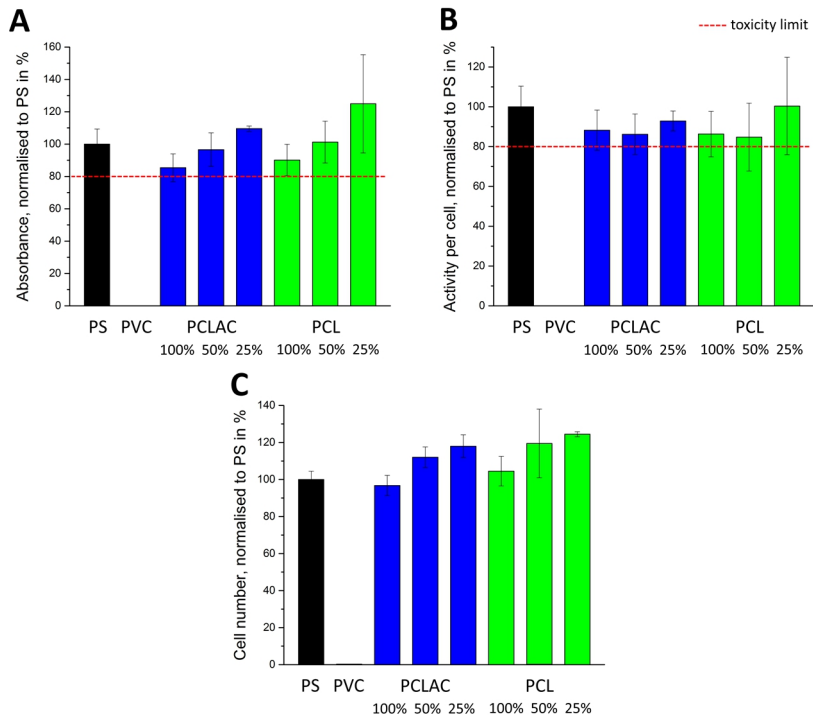 A
Absorbance, normalised to PS in %
160
140
120
100
80
60
40
20
0
PS PVC PCLAC PCL
100% 50% 25% 100% 50% 25%
B
toxicity limit
Activity per cell, normalised to PS in %
120
100
80
60
40
20
0
PS PVC PCLAC PCL
100% 50% 25% 100% 50% 25%
C
Cell number, normalised to PS in %
140
120
100
80
60
40
20
0
PS PVC PCLAC PCL
100% 50% 25% 100% 50% 25%